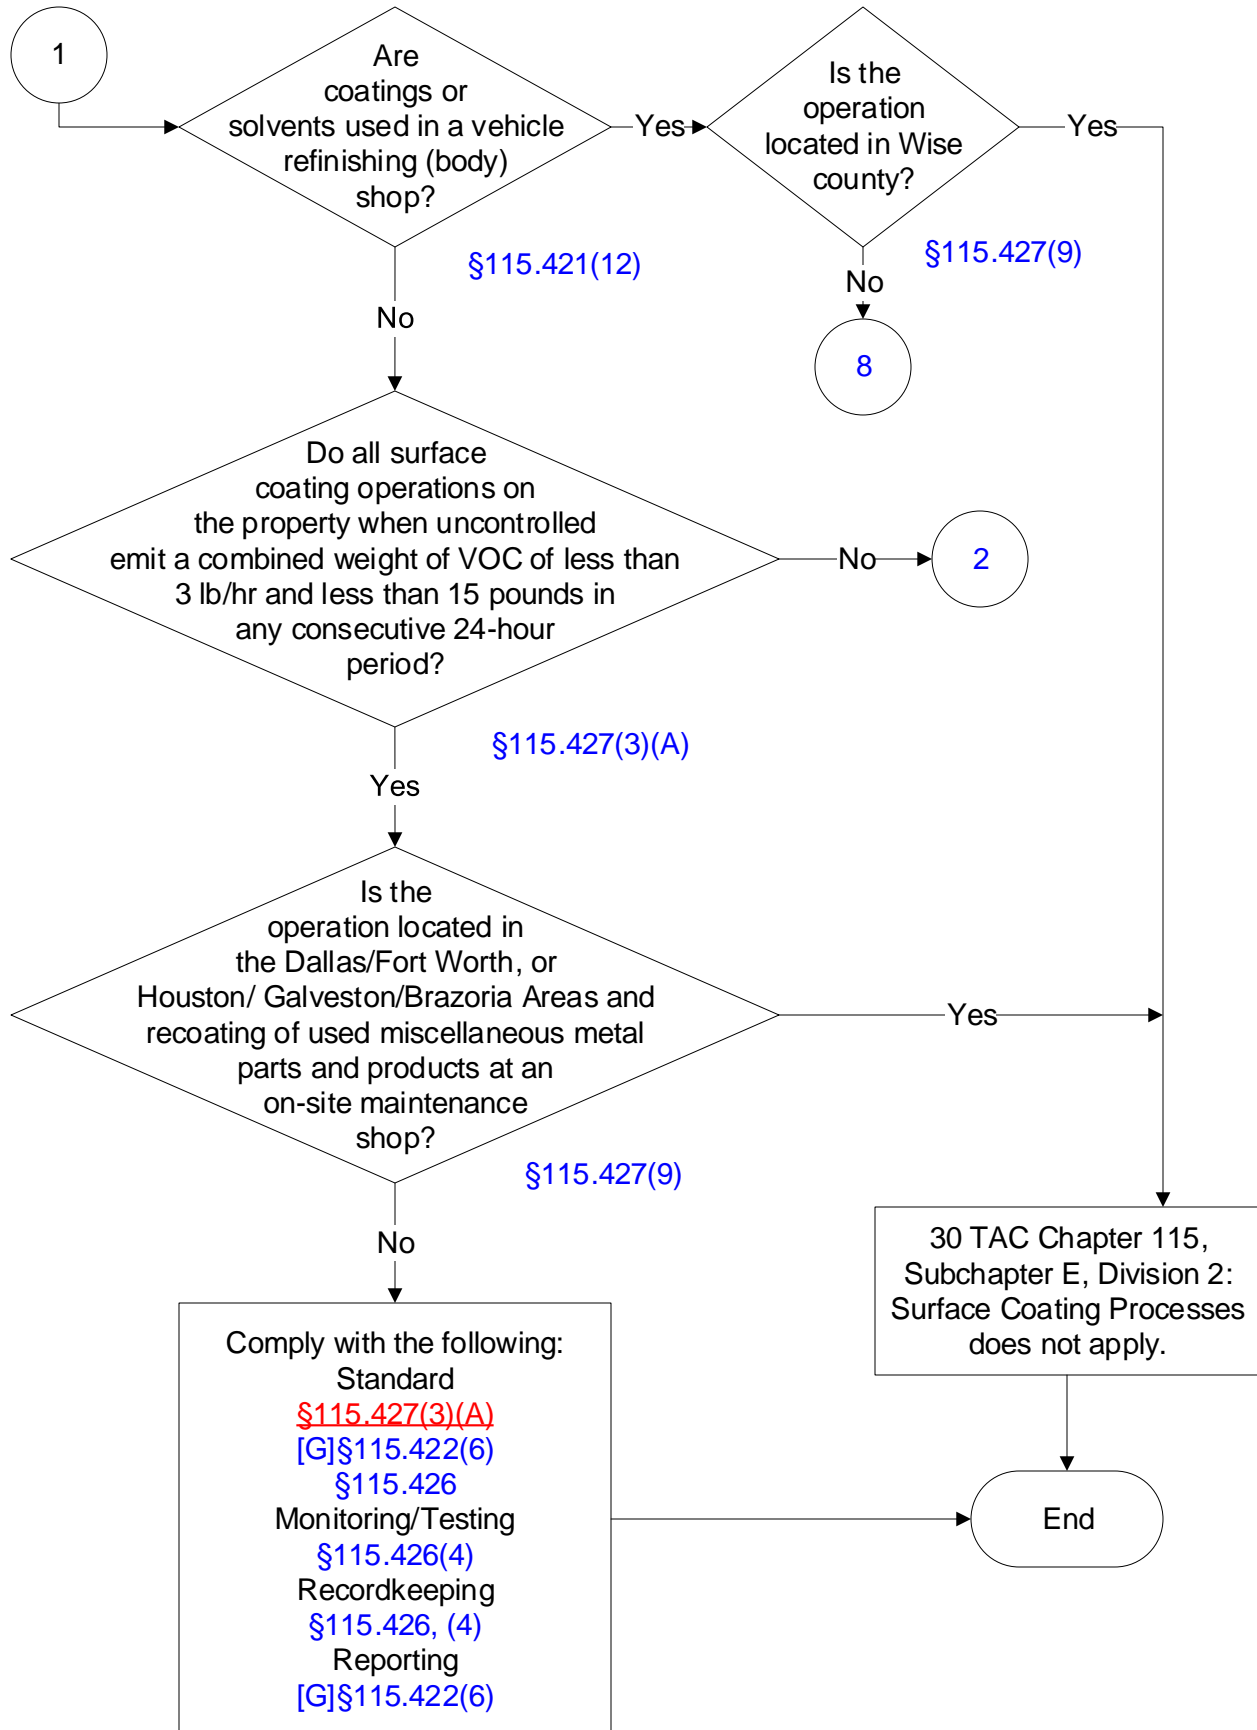 1
Are
coatings or
solvents used in a vehicle
refinishing (body)
shop?
Yes
Is the
operation
located in Wise
county?
Yes
§115.421(12)
§115.427(9)
No
No
8
Do all surface
coating operations on
the property when uncontrolled
emit a combined weight of VOC of less than
3 lb/hr and less than 15 pounds in
any consecutive 24-hour
period?
No
2
§115.427(3)(A)
Yes
Is the
operation located in
the Dallas/Fort Worth, or
Houston/ Galveston/Brazoria Areas and
recoating of used miscellaneous metal
parts and products at an
on-site maintenance
shop?
Yes
§115.427(9)
No
30 TAC Chapter 115,
Subchapter E, Division 2:
Surface Coating Processes
does not apply.
Comply with the following:
Standard
§115.427(3)(A)
[G]§115.422(6)
§115.426
Monitoring/Testing
§115.426(4)
Recordkeeping
§115.426, (4)
Reporting
[G]§115.422(6)
End